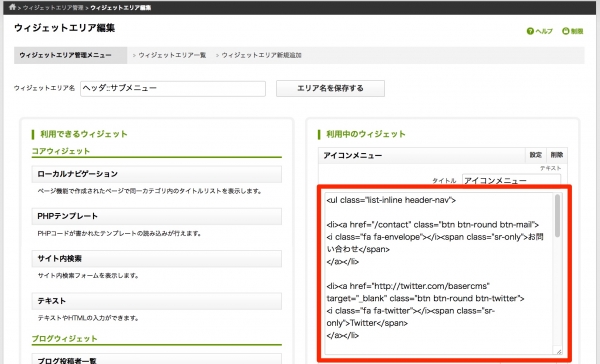 > ウィジェットエリア管理 > ウィジェットエリア編集
ウィジェットエリア編集
ヘルプ 制限
ウィジェットエリア管理メニュー > ウィジェットエリア一覧 > ウィジェットエリア新規追加
ウィジェットエリア名 ヘッダ::サブメニュー エリア名を保存する
利用できるウィジェット
コアウィジェット
ローカルナビゲーション
ページ機能で作成されたページで同一カテゴリ内のタイトルリストを表示します。
PHPテンプレート
PHPコードが書かれたテンプレートの読み込みが行えます。
サイト内検索
サイト内検索フォームを表示します。
テキスト
テキストやHTMLの入力ができます。
ブログウィジェット
ブログ投稿者一覧
利用中のウィジェット
アイコンメニュー 設定 削除
テキスト
タイトル アイコンメニュー
<ul class="list-inline header-nav">
<li><a href="/contact" class="btn btn-round btn-mail">
<i class="fa fa-envelope"></i><span class="sr-only">お問
い合わせ</span>
</a></li>
<li><a href="http://twitter.com/basercms"
target="_blank" class="btn btn-round btn-twitter">
<i class="fa fa-twitter"></i><span class="sr-
only">Twitter</span>
</a></li>